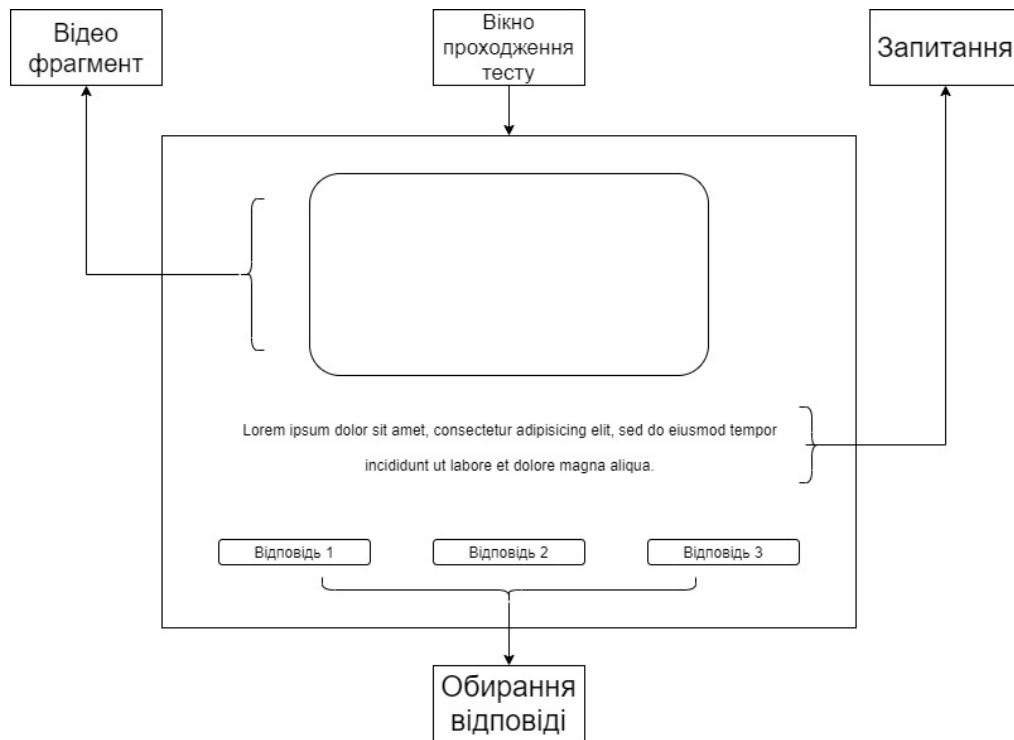 Відео
фрагмент
Вікно
проходження
тесту
Запитання
Lorem ipsum dolor sit amet, consectetur adipisicing elit, sed do eiusmod tempor
incididunt ut labore et dolore magna aliqua.
Відповідь 1
Відповідь 2
Відповідь 3
Обирання
відповіді